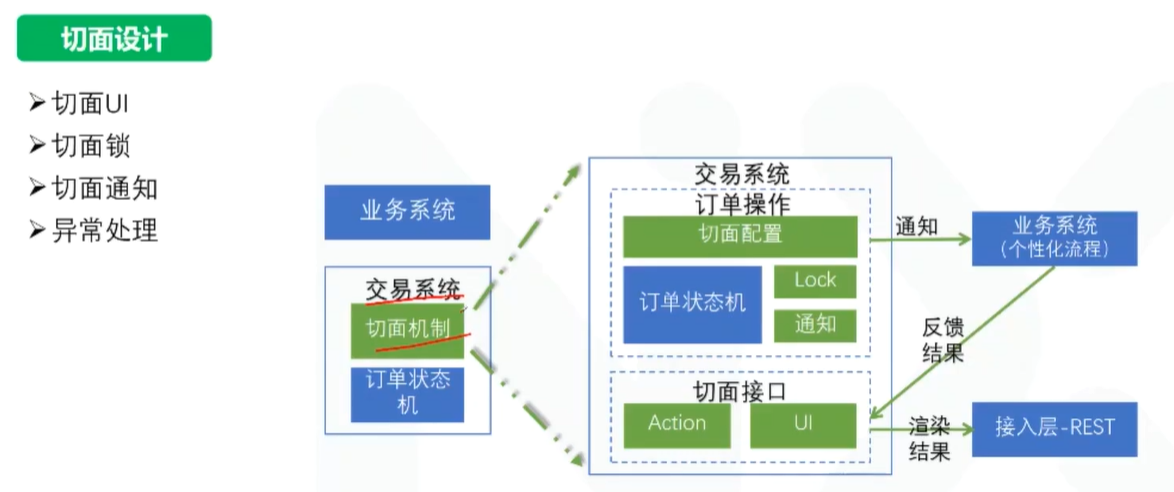 切面设计
➢切面UI
➢切面锁
➢切面通知
➢异常处理
业务系统
交易系统
切面机制
订单状态
机
交易系统
订单操作
切面配置
订单状态机
Lock
通知
切面接口
Action
UI
通知
业务系统
(个性化流程)
反馈
结果
渲染
结果
接入层-REST